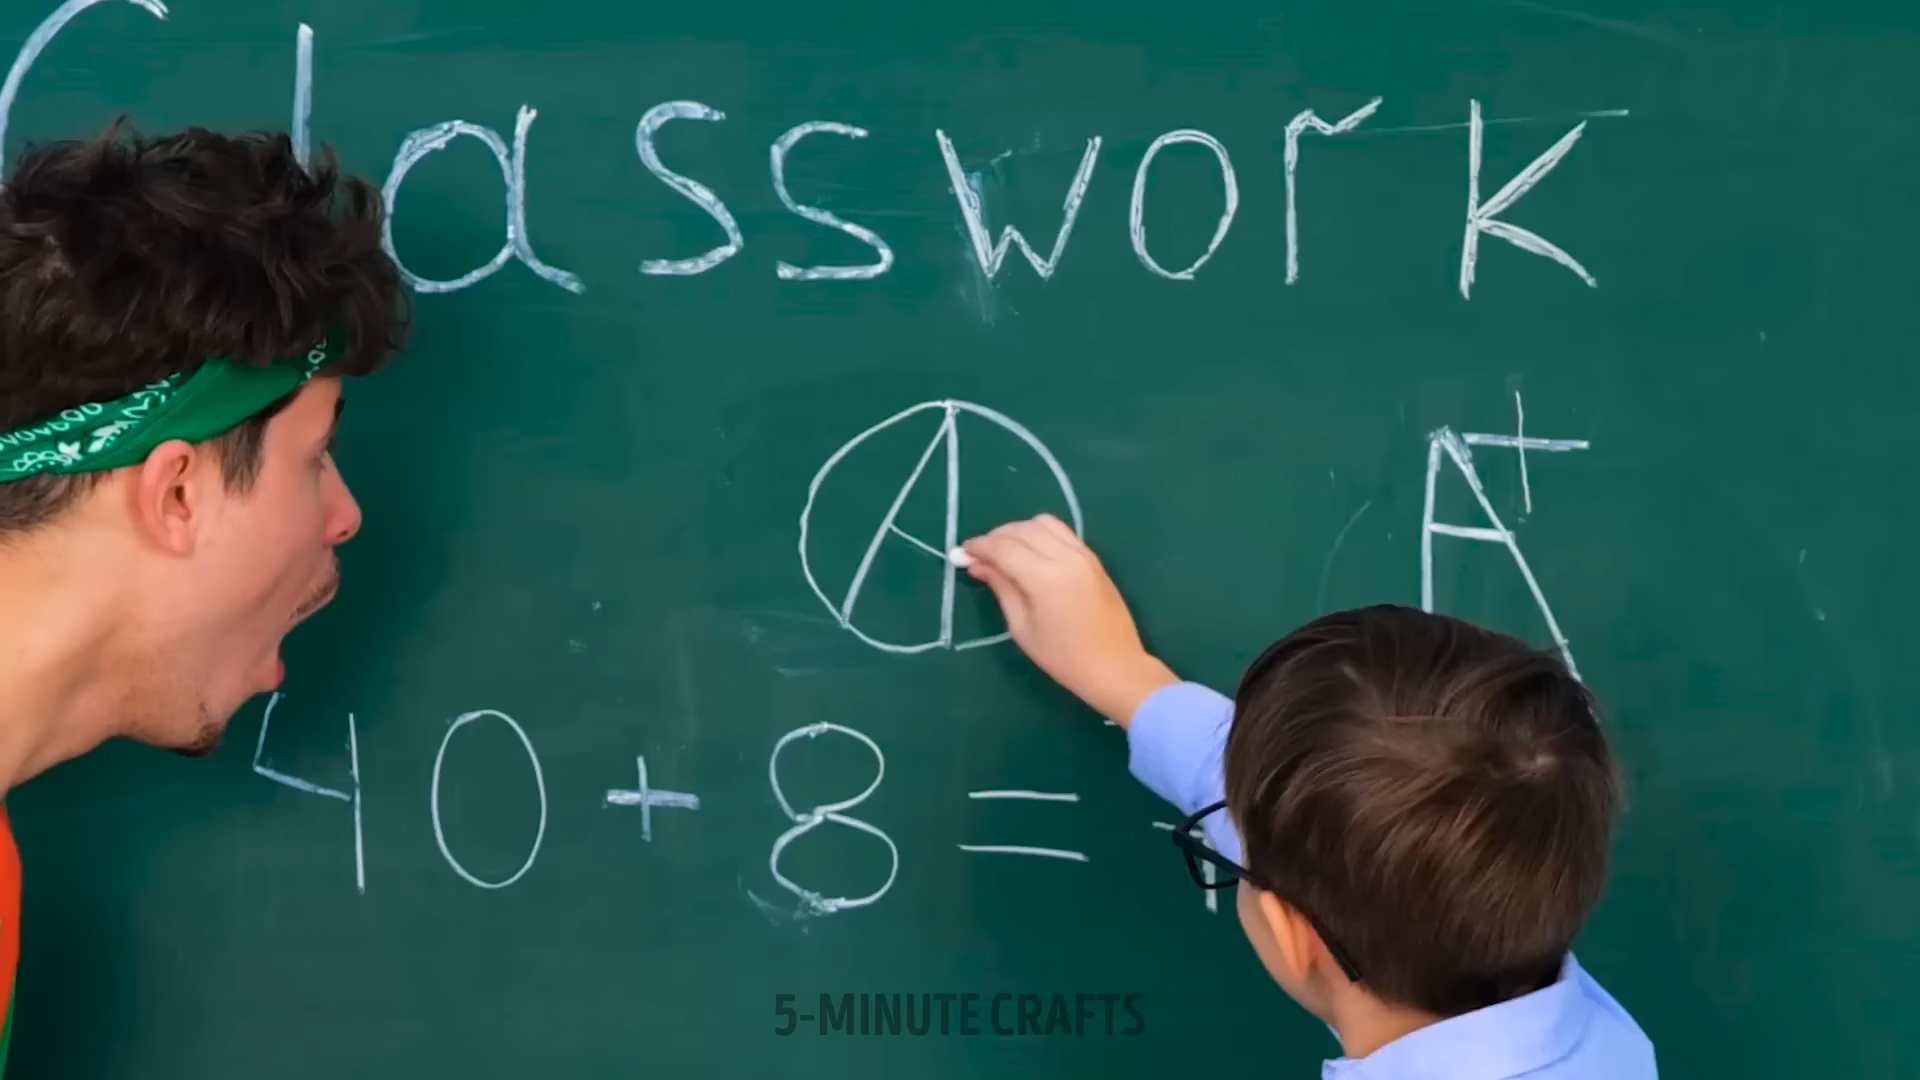 Classwork
A A+
40 + 8 =
5-MINUTE CRAFTS